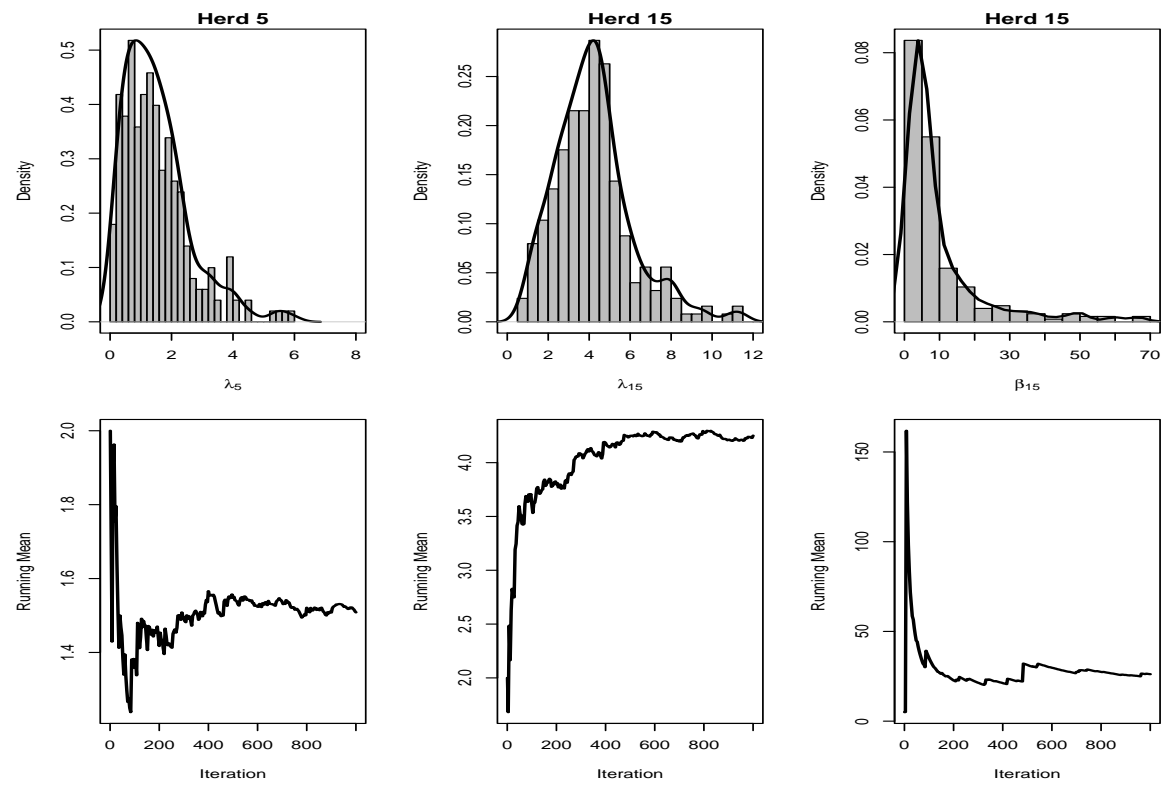 Herd 5
Density
0.0 0.1 0.2 0.3 0.4 0.5
0 2 4 6 8
λ5
Herd 15
Density
0.00 0.05 0.10 0.15 0.20 0.25
0 2 4 6 8 10 12
λ15
Herd 15
Density
0.00 0.02 0.04 0.06 0.08
0 10 30 50 70
β15
Running Mean
1.4 1.6 1.8 2.0
0 200 400 600 800
Iteration
Running Mean
2.0 2.5 3.0 3.5 4.0
0 200 400 600 800
Iteration
Running Mean
0 50 100 150
0 200 400 600 800
Iteration